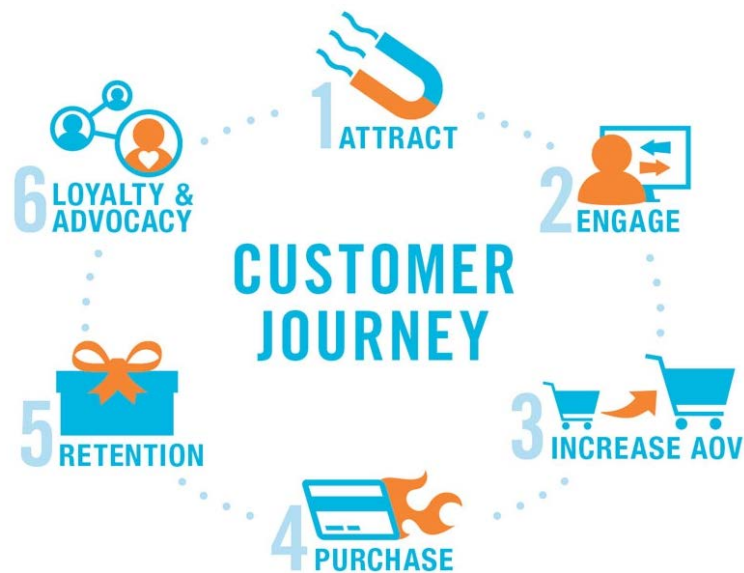 CUSTOMER
JOURNEY
1 ATTRACT
2 ENGAGE
3 INCREASE AOV
4 PURCHASE
5 RETENTION
6 LOYALTY &
ADVOCACY